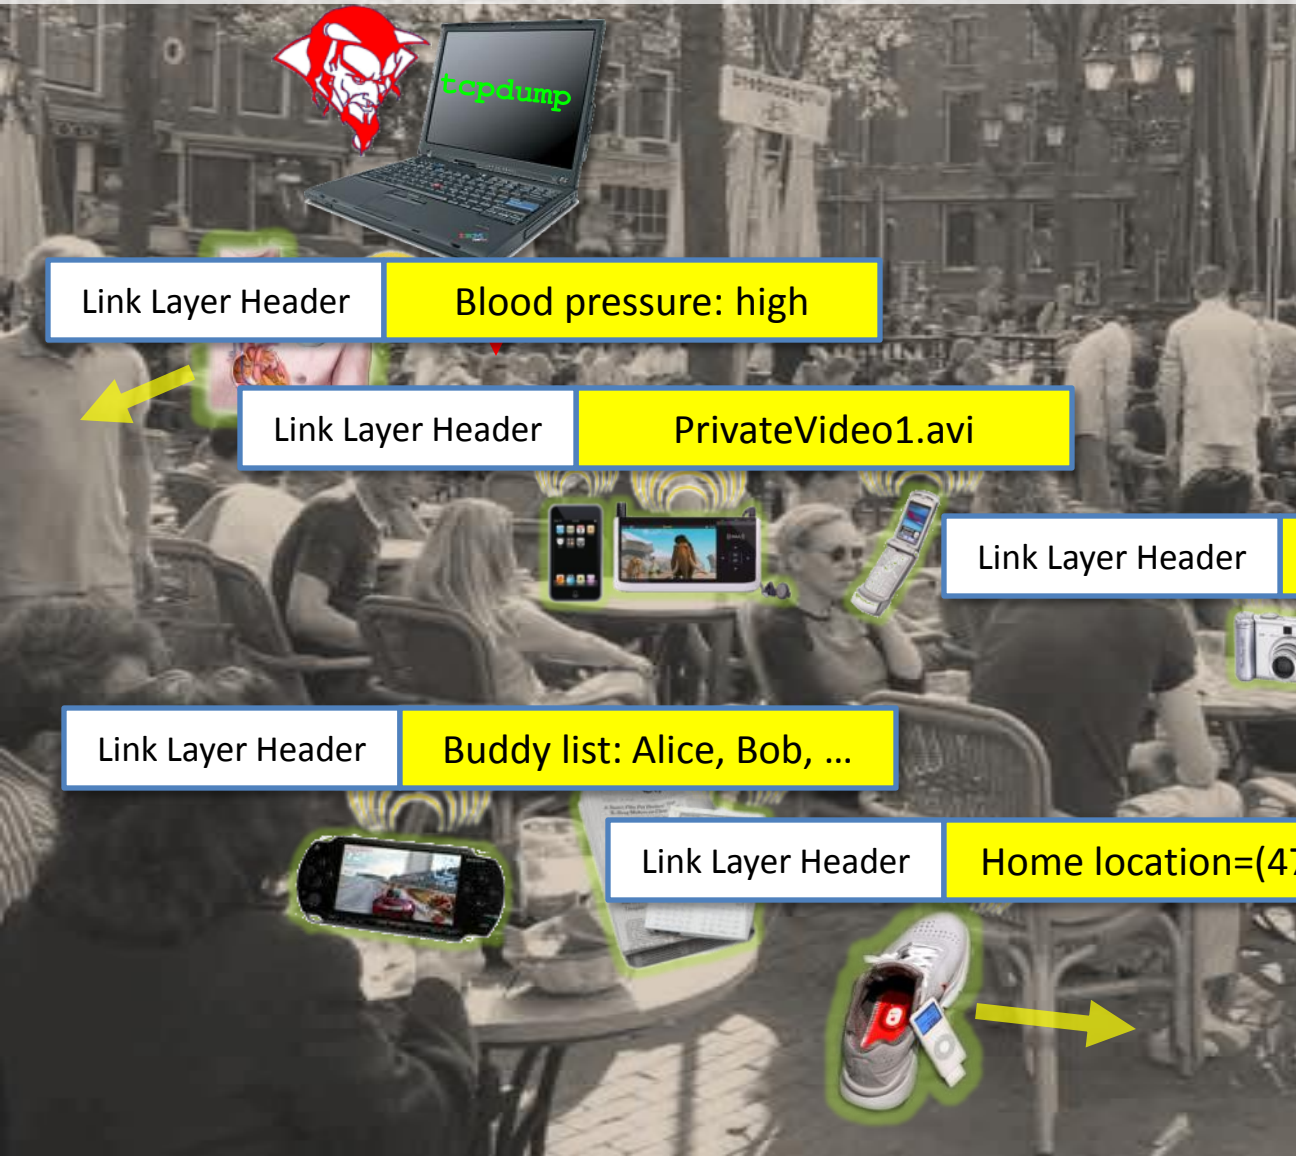 tcpdump
Link Layer Header
Blood pressure: high
Link Layer Header
PrivateVideo1.avi
Link Layer Header
Link Layer Header
Buddy list: Alice, Bob, ...
Link Layer Header
Home location=(47